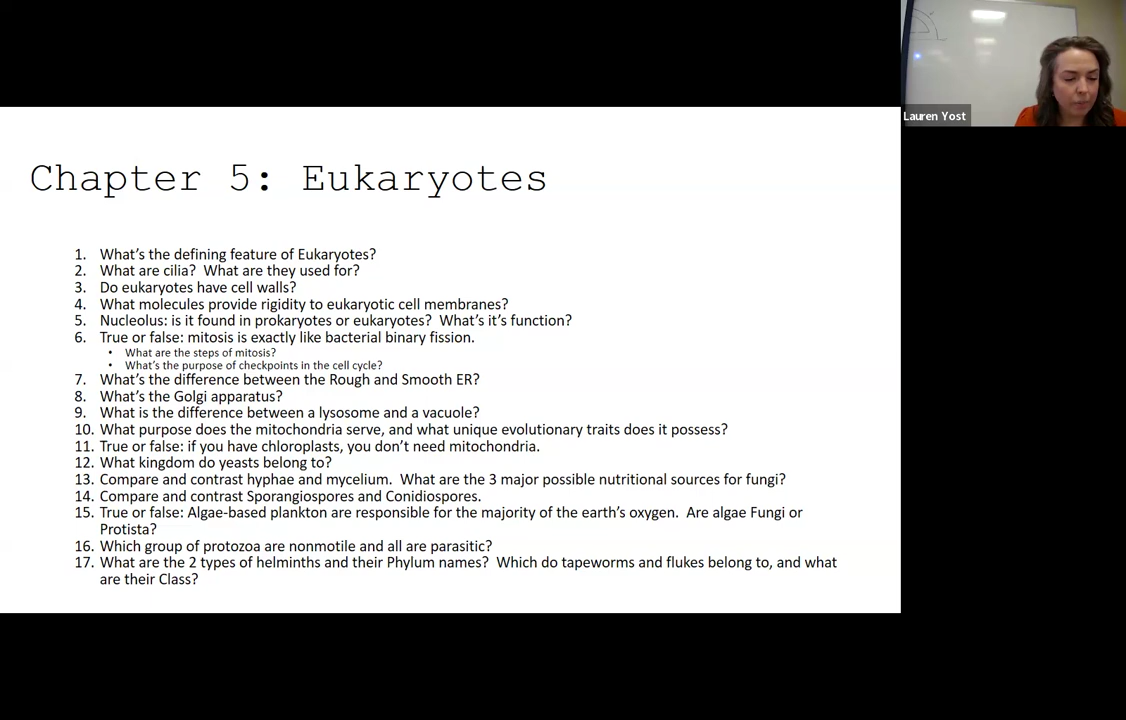 Lauren Yost
Chapter 5: Eukaryotes
1. What's the defining feature of Eukaryotes?
2. What are cilia? What are they used for?
3. Do eukaryotes have cell walls?
4. What molecules provide rigidity to eukaryotic cell membranes?
5. Nucleolus: is it found in prokaryotes or eukaryotes? What's it's function?
6. True or false: mitosis is exactly like bacterial binary fission.
• What are the steps of mitosis?
• What's the purpose of checkpoints in the cell cycle?
7. What's the difference between the Rough and Smooth ER?
8. What's the Golgi apparatus?
9. What is the difference between a lysosome and a vacuole?
10. What purpose does the mitochondria serve, and what unique evolutionary traits does it possess?
11. True or false: if you have chloroplasts, you don't need mitochondria.
12. What kingdom do yeasts belong to?
13. Compare and contrast hyphae and mycelium. What are the 3 major possible nutritional sources for fungi?
14. Compare and contrast Sporangiospores and Conidiospores.
15. True or false: Algae-based plankton are responsible for the majority of the earth's oxygen. Are algae Fungi or
Protista?
16. Which group of protozoa are nonmotile and all are parasitic?
17. What are the 2 types of helminths and their Phylum names? Which do tapeworms and flukes belong to, and what
are their Class?